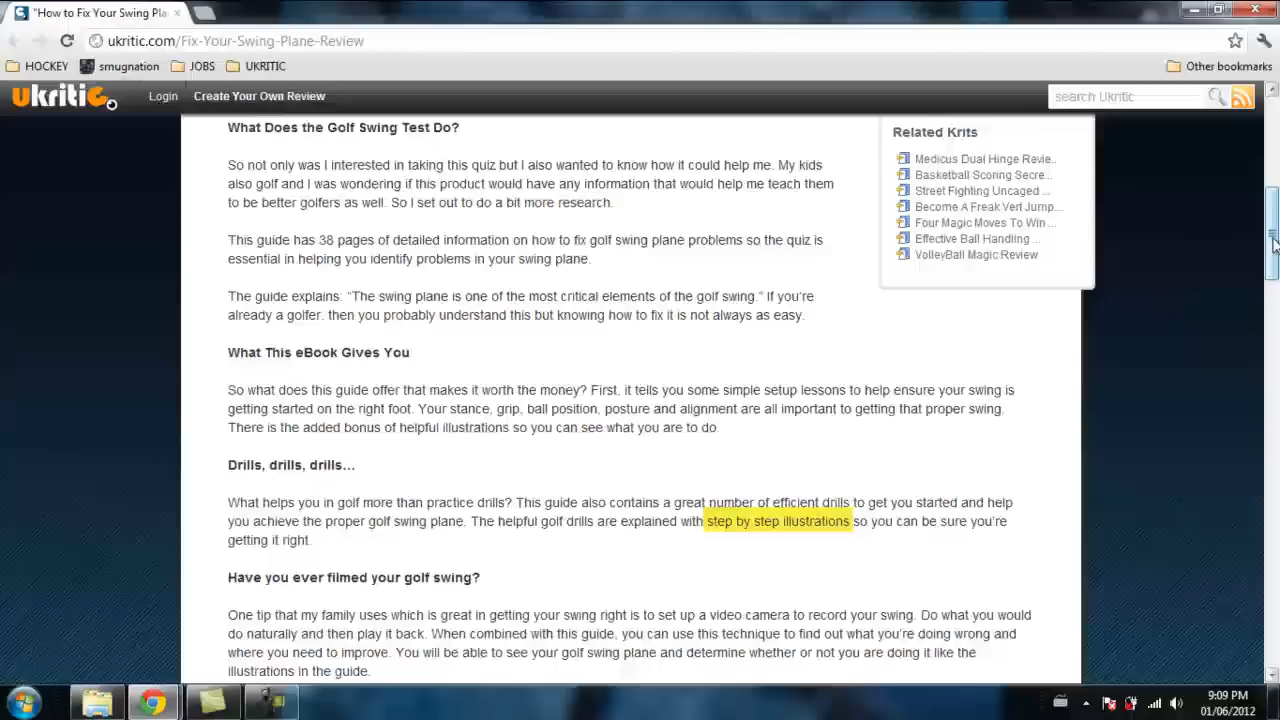 "How to Fix Your Swing Pla
ukritic.com/Fix-Your-Swing-Plane-Review
HOCKEY smugnation JOBS UKRITIC Other bookmarks
ukritic Login Create Your Own Review search Ukritic
What Does the Golf Swing Test Do?
So not only was I interested in taking this quiz but I also wanted to know how it could help me. My kids
also golf and I was wondering if this product would have any information that would help me teach them
to be better golfers as well. So I set out to do a bit more research.
This guide has 38 pages of detailed information on how to fix golf swing plane problems so the quiz is
essential in helping you identify problems in your swing plane.
The guide explains: “The swing plane is one of the most critical elements of the golf swing.” If you’re
already a golfer, then you probably understand this but knowing how to fix it is not always as easy.
Related Krits
Medicus Dual Hinge Revie..
Basketball Scoring Secre...
Street Fighting Uncaged ...
Become A Freak Vert Jump...
Four Magic Moves To Win ...
Effective Ball Handling ...
VolleyBall Magic Review
What This eBook Gives You
So what does this guide offer that makes it worth the money? First, it tells you some simple setup lessons to help ensure your swing is
getting started on the right foot. Your stance, grip, ball position, posture and alignment are all important to getting that proper swing.
There is the added bonus of helpful illustrations so you can see what you are to do.
Drills, drills, drills…
What helps you in golf more than practice drills? This guide also contains a great number of efficient drills to get you started and help
you achieve the proper golf swing plane. The helpful golf drills are explained with step by step illustrations so you can be sure you’re
getting it right.
Have you ever filmed your golf swing?
One tip that my family uses which is great in getting your swing right is to set up a video camera to record your swing. Do what you would
do naturally and then play it back. When combined with this guide, you can use this technique to find out what you’re doing wrong and
where you need to improve. You will be able to see your golf swing plane and determine whether or not you are doing it like the
illustrations in the guide.
9:09 PM
01/06/2012